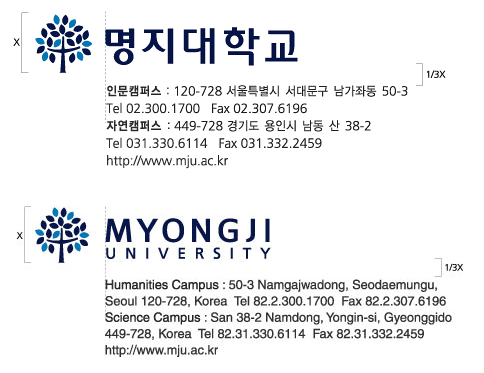 X
명지대학교
1/3X
인문캠퍼스 : 120-728 서울특별시 서대문구 남가좌동 50-3
Tel 02.300.1700 Fax 02.307.6196
자연캠퍼스 : 449-728 경기도 용인시 남동 산 38-2
Tel 031.330.6114 Fax 031.332.2459
http://www.mju.ac.kr
X
MYONGJI
UNIVERSITY
1/3X
Humanities Campus : 50-3 Namgajwadong, Seodaemungu,
Seoul 120-728, Korea Tel 82.2.300.1700 Fax 82.2.307.6196
Science Campus : San 38-2 Namdong, Yongin-si, Gyeonggido
449-728, Korea Tel 82.31.330.6114 Fax 82.31.332.2459
http://www.mju.ac.kr